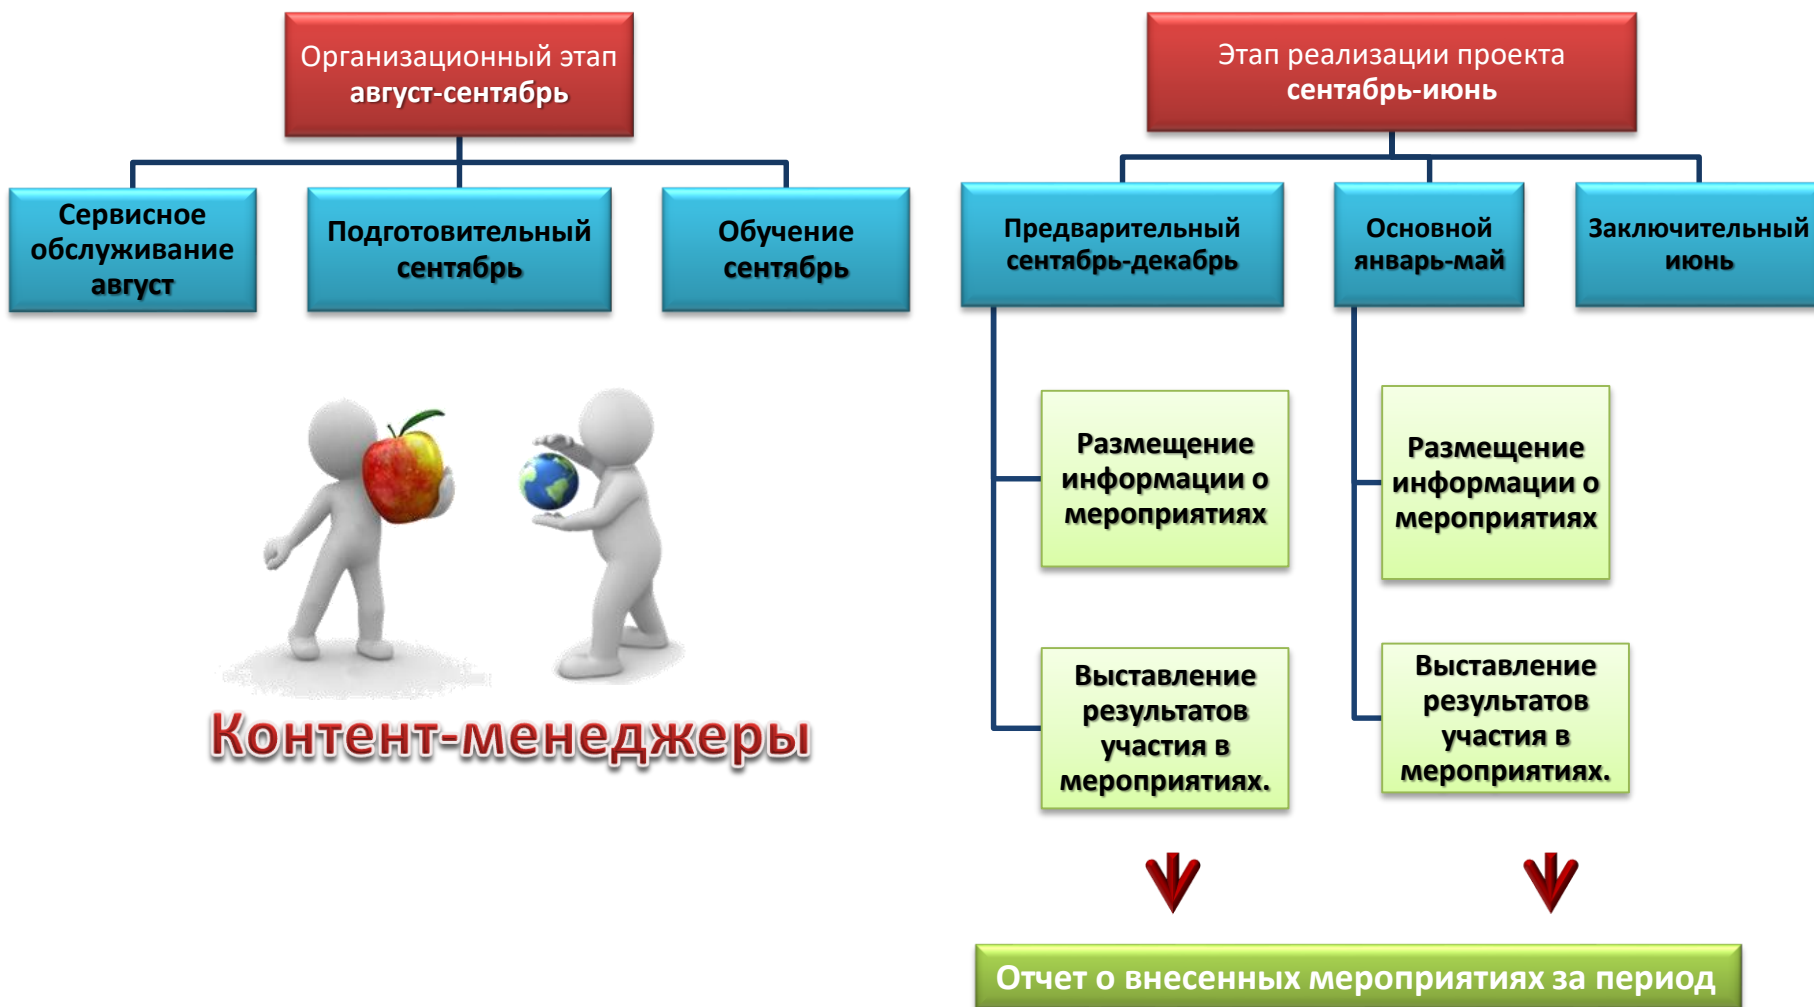 Организационный этап
август-сентябрь
Сервисное
обслуживание
август
Подготовительный
сентябрь
Обучение
сентябрь
Контент-менеджеры
Этап реализации проекта
сентябрь-июнь
Предварительный
сентябрь-декабрь
Основной
январь-май
Заключительный
июнь
Размещение
информации о
мероприятиях
Размещение
информации о
мероприятиях
Выставление
результатов
участия в
мероприятиях.
Выставление
результатов
участия в
мероприятиях.
Отчет о внесенных мероприятиях за период